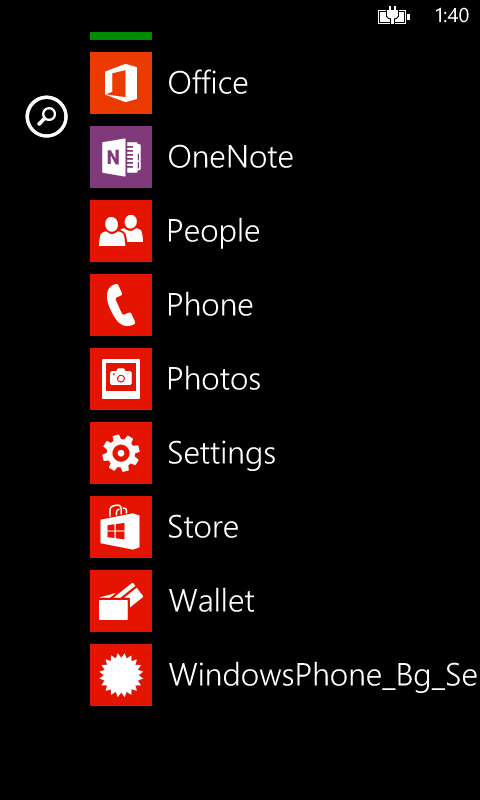 1:40
Office
N
OneNote
People
Phone
Photos
Settings
Store
Wallet
WindowsPhone_Bg_Se